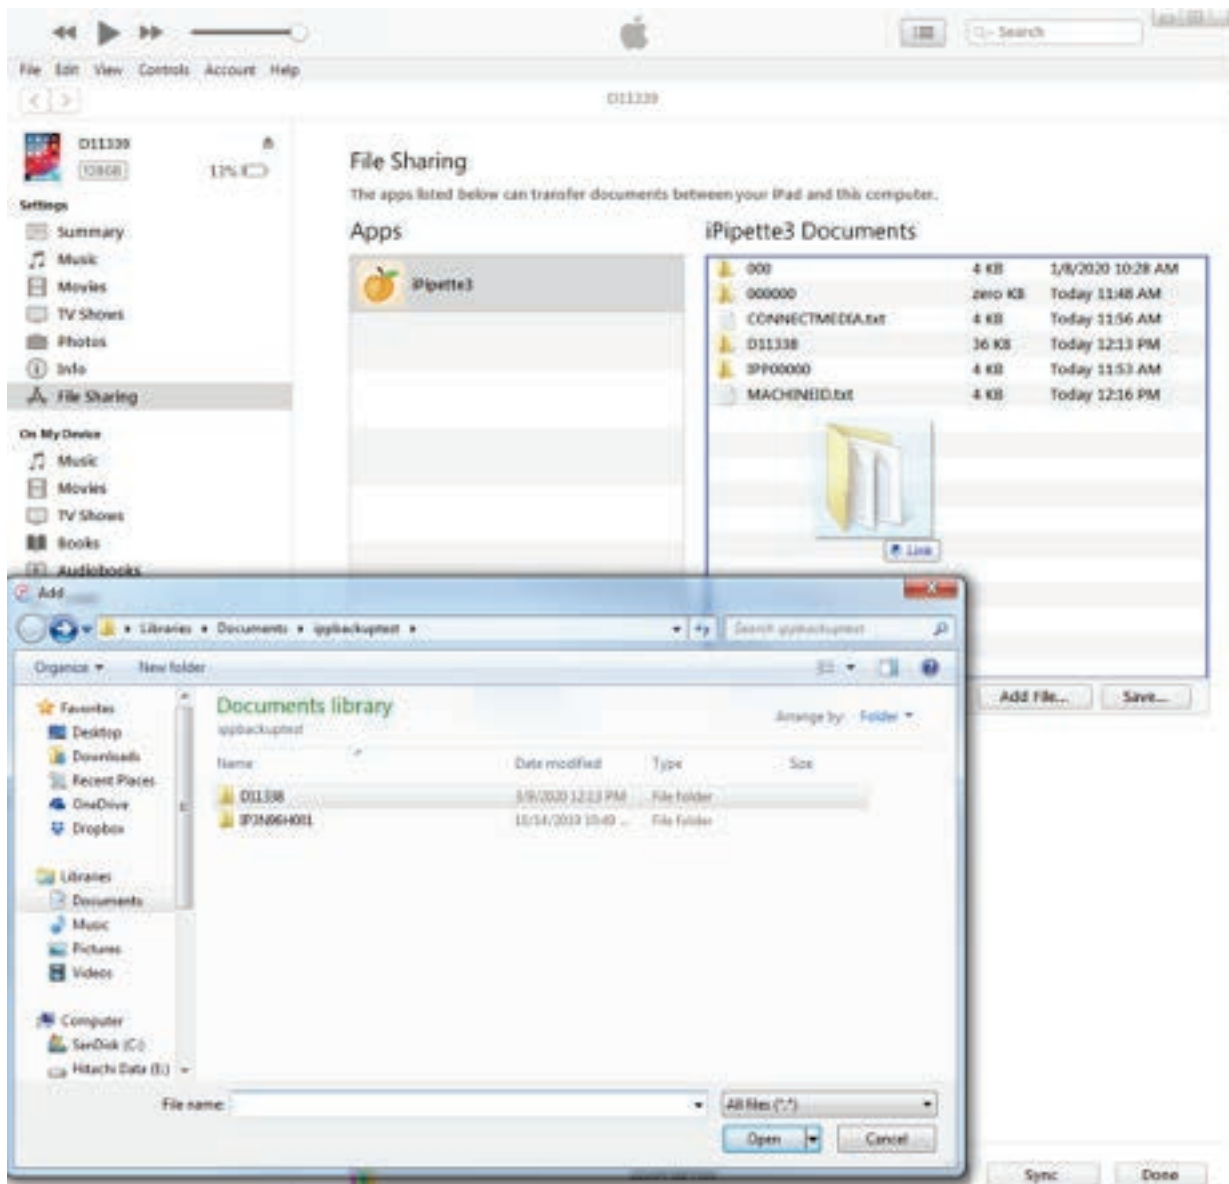 Search
File Edit View Controls Account Help
D11339
D11339
128GB 13%
File Sharing
The apps listed below can transfer documents between your iPad and this computer.
Settings
Summary
Music
Movies
TV Shows
Photos
Info
File Sharing
On My Device
Music
Movies
TV Shows
Books
Audiobooks
Apps
iPipette3
iPipette3 Documents
000 4 KB 1/8/2020 10:28 AM
000000 zero KB Today 11:48 AM
CONNECTMEDIA.txt 4 KB Today 11:56 AM
D11338 36 KB Today 12:13 PM
IPP00000 4 KB Today 11:53 AM
MACHINEID.txt 4 KB Today 12:16 PM
Link
Add File... Save...
Add
Libraries Documents ippbackuptest
Search ippbackuptest
Organize New folder
Favorites
Desktop
Downloads
Recent Places
OneDrive
Dropbox
Libraries
Documents
Music
Pictures
Videos
Computer
SanDisk (C:)
Hitachi Data (E:)
Documents library
ippbackuptest
Arrange by: Folder
Name Date modified Type Size
D11338 3/9/2020 12:13 PM File folder
IP3N96H001 10/14/2019 10:49 ... File folder
File name:
All files (*.*)
Open Cancel
Sync Done